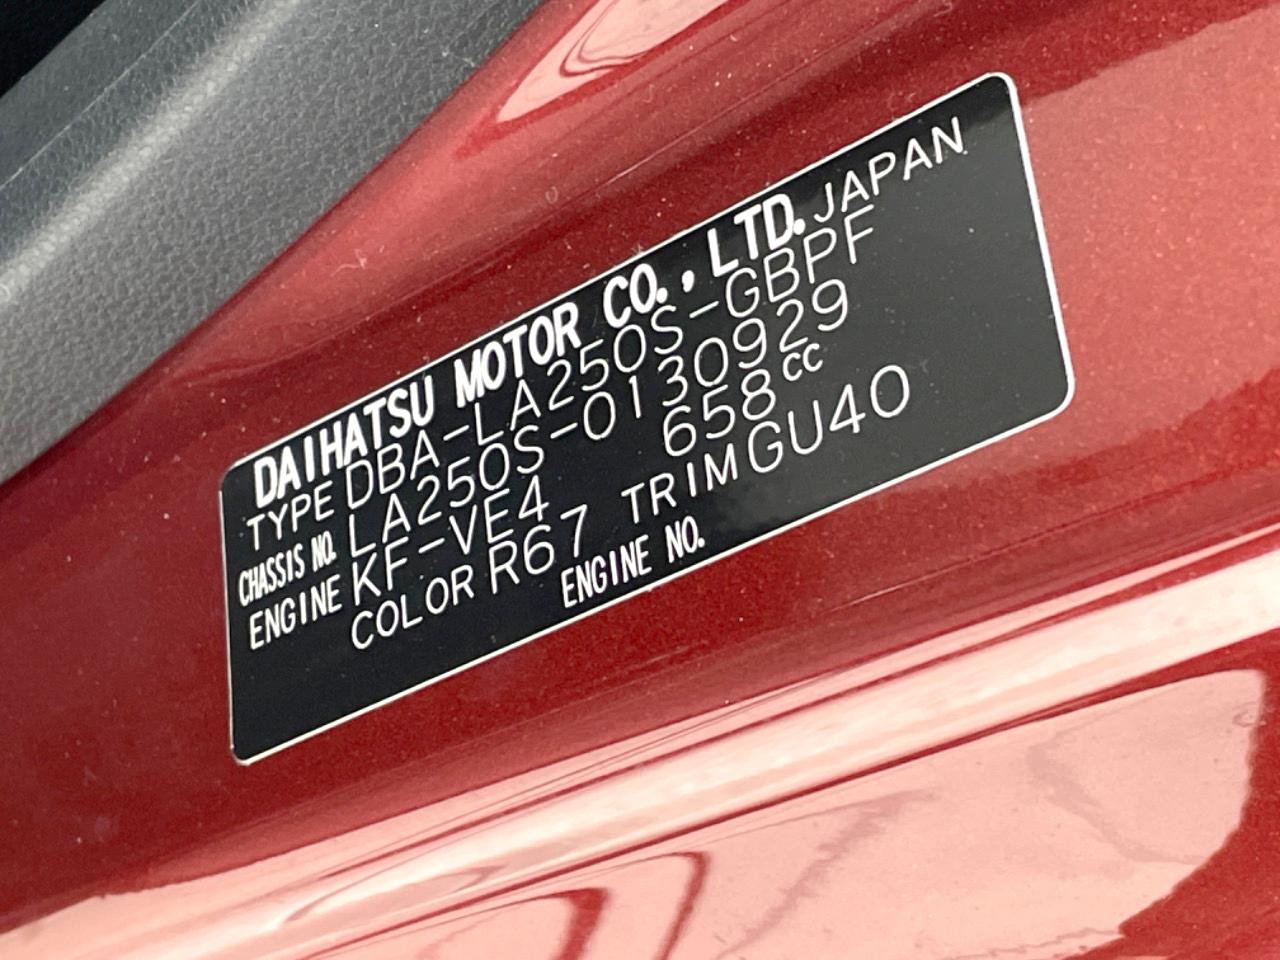 DAIHATSU MOTOR CO., LTD. JAPAN
TYPE DBA-LA250S-GBPF
CHASSIS NO. LA250S-0130929
ENGINE KF-VE4 658cc
COLOR R67 TRIM GU40
ENGINE NO.